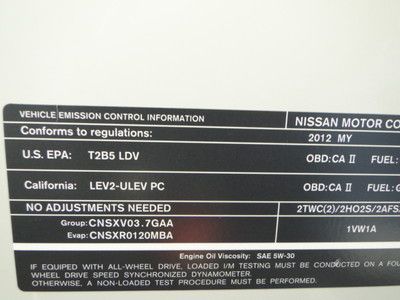 VEHICLE EMISSION CONTROL INFORMATION NISSAN MOTOR CO
Conforms to regulations: 2012 MY
U.S. EPA: T2B5 LDV OBD:CA II FUEL:
California: LEV2-ULEV PC OBD:CA II FUEL:G
NO ADJUSTMENTS NEEDED 2TWC(2)/2HO2S/2AFS
Group:CNSXV03.7GAA 1VW1A
Evap:CNSXR0120MBA
Engine Oil Viscosity: SAE 5W-30
IF EQUIPPED WITH ALL-WHEEL DRIVE, LOADED I/M TESTING MUST BE CONDUCTED ON A FOU
WHEEL DRIVE SPEED SYNCHRONIZED DYNAMOMETER.
OTHERWISE, A NON-LOADED TEST PROCEDURE MUST BE PERFORMED.